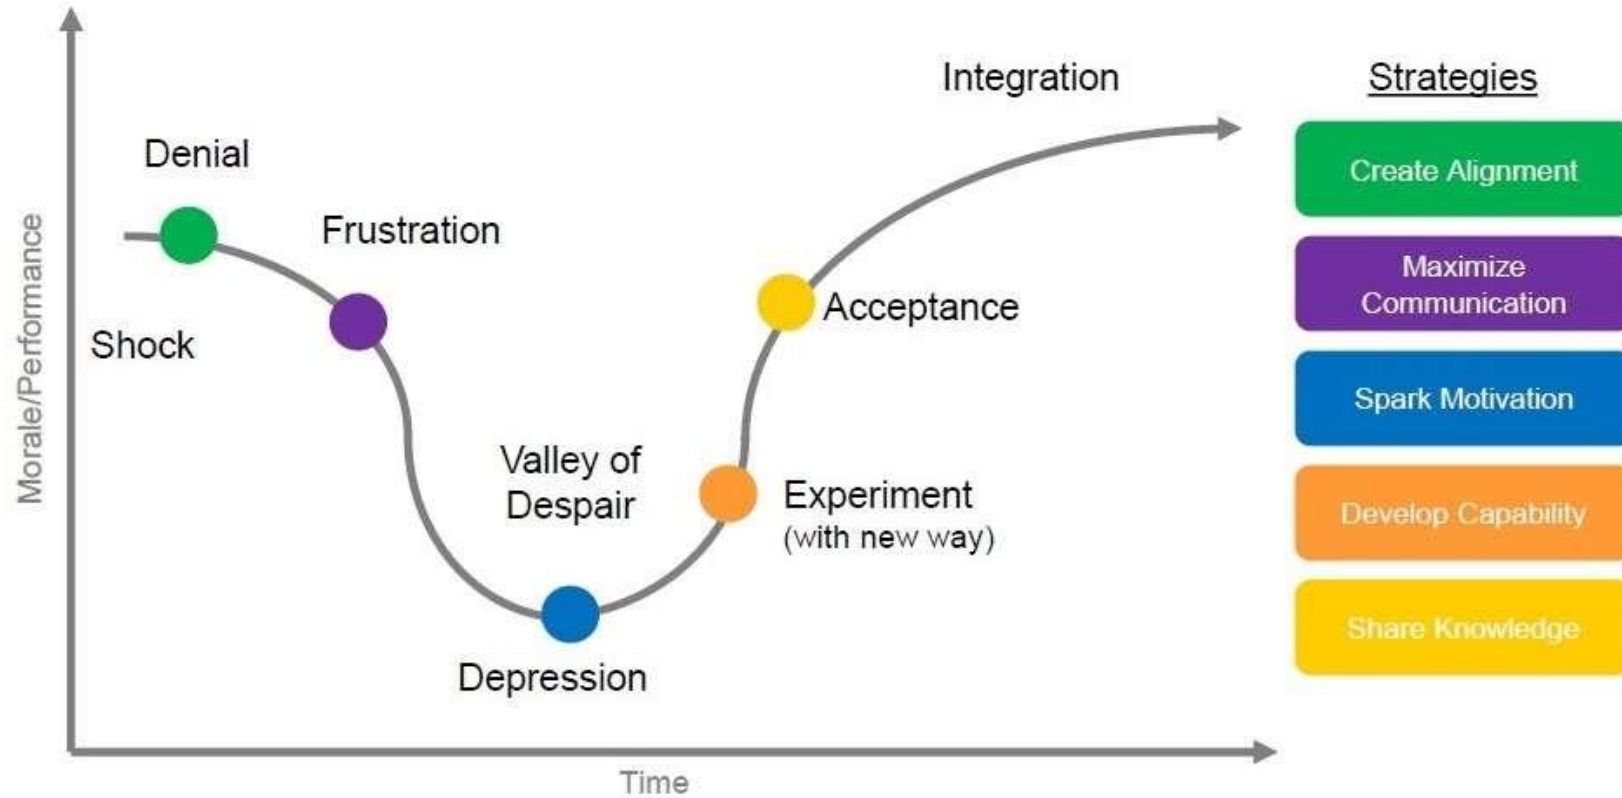 Integration
Strategies
Denial
Create Alignment
Frustration
Maximize
Communication
Shock
Acceptance
Morale/Performance
Spark Motivation
Valley of
Despair
Experiment
(with new way)
Develop Capability
Share Knowledge
Depression
Time